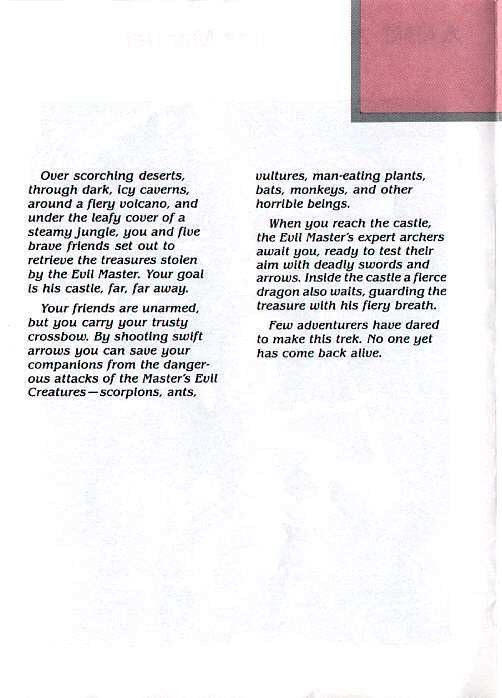 Over scorching deserts,
through dark, icy caverns,
around a fiery volcano, and
under the leafy cover of a
steamy jungle, you and five
brave friends set out to
retrieve the treasures stolen
by the Evil Master. Your goal
is his castle, far, far away.
Your friends are unarmed,
but you carry your trusty
crossbow. By shooting swift
arrows you can save your
companions from the danger-
ous attacks of the Master's Evil
Creatures—scorpions, ants,
vultures, man-eating plants,
bats, monkeys, and other
horrible beings.
When you reach the castle,
the Evil Master's expert archers
await you, ready to test their
aim with deadly swords and
arrows. Inside the castle a fierce
dragon also waits, guarding the
treasure with his fiery breath.
Few adventurers have dared
to make this trek. No one yet
has come back alive.